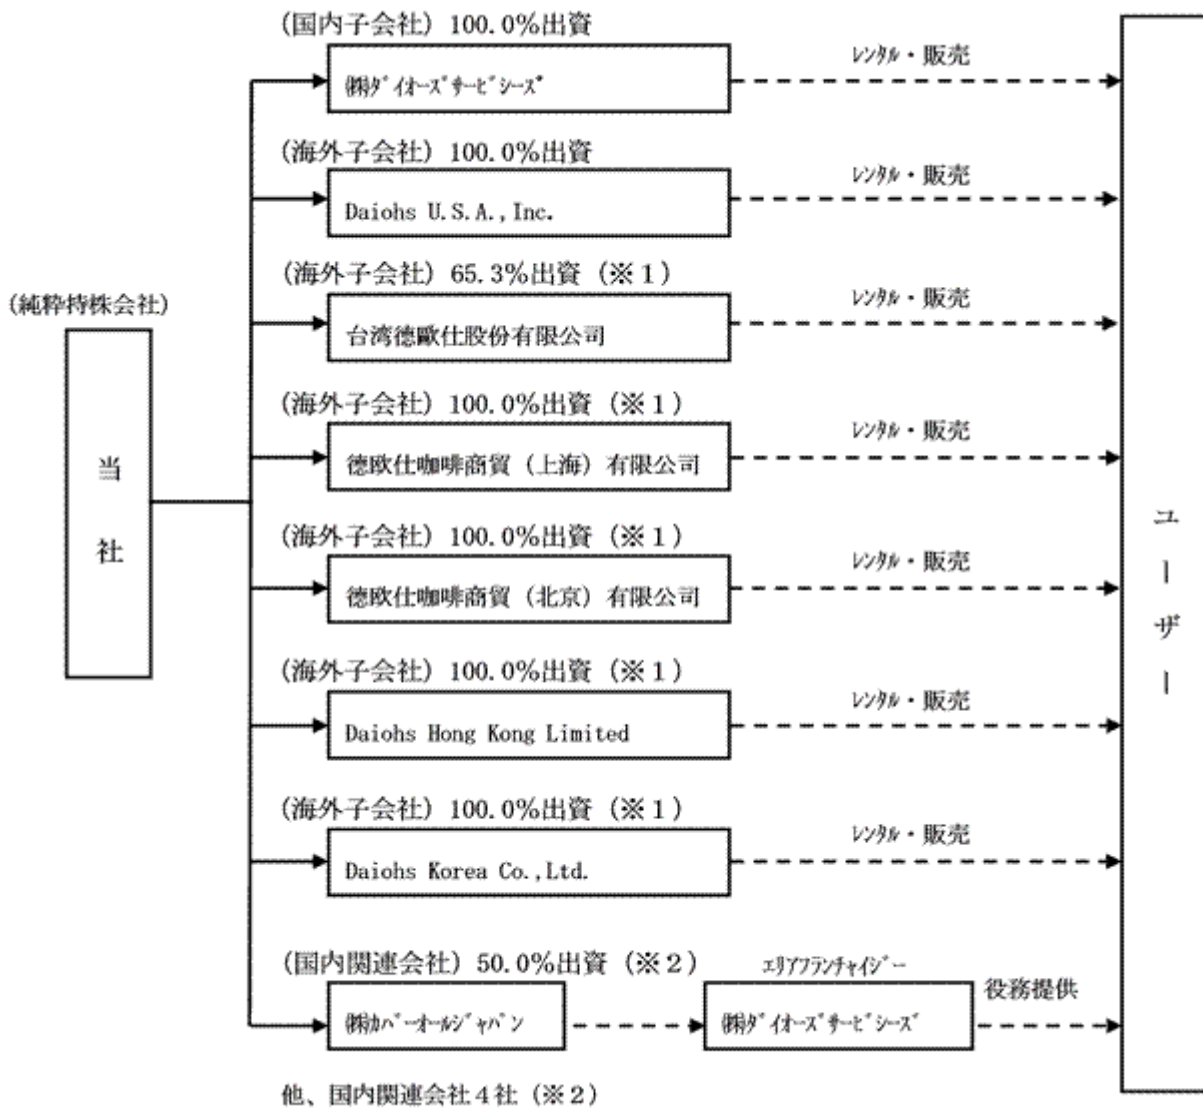 (国内子会社) 100.0%出資
㈱ﾀﾞｲｵｰｽﾞｻｰﾋﾞｼｰｽﾞ
ﾚﾝﾀﾙ・販売
(海外子会社) 100.0%出資
Daiohs U.S.A.,Inc.
ﾚﾝﾀﾙ・販売
(純粋持株会社)
当社
(海外子会社) 65.3%出資 (※1)
台湾德歐仕股份有限公司
ﾚﾝﾀﾙ・販売
(海外子会社) 100.0%出資 (※1)
徳欧仕咖啡商貿 (上海) 有限公司
ﾚﾝﾀﾙ・販売
(海外子会社) 100.0%出資 (※1)
徳欧仕咖啡商貿 (北京) 有限公司
ﾚﾝﾀﾙ・販売
(海外子会社) 100.0%出資 (※1)
Daiohs Hong Kong Limited
ﾚﾝﾀﾙ・販売
(海外子会社) 100.0%出資 (※1)
Daiohs Korea Co.,Ltd.
ﾚﾝﾀﾙ・販売
(国内関連会社) 50.0%出資 (※2)
㈱ｶﾊﾞｰｵｰﾙｼﾞｬﾊﾟﾝ
ｴﾘｱﾌﾗﾝﾁｬｲｼﾞｰ
㈱ﾀﾞｲｵｰｽﾞｻｰﾋﾞｼｰｽﾞ
役務提供
ユーザー
他、国内関連会社4社 (※2)